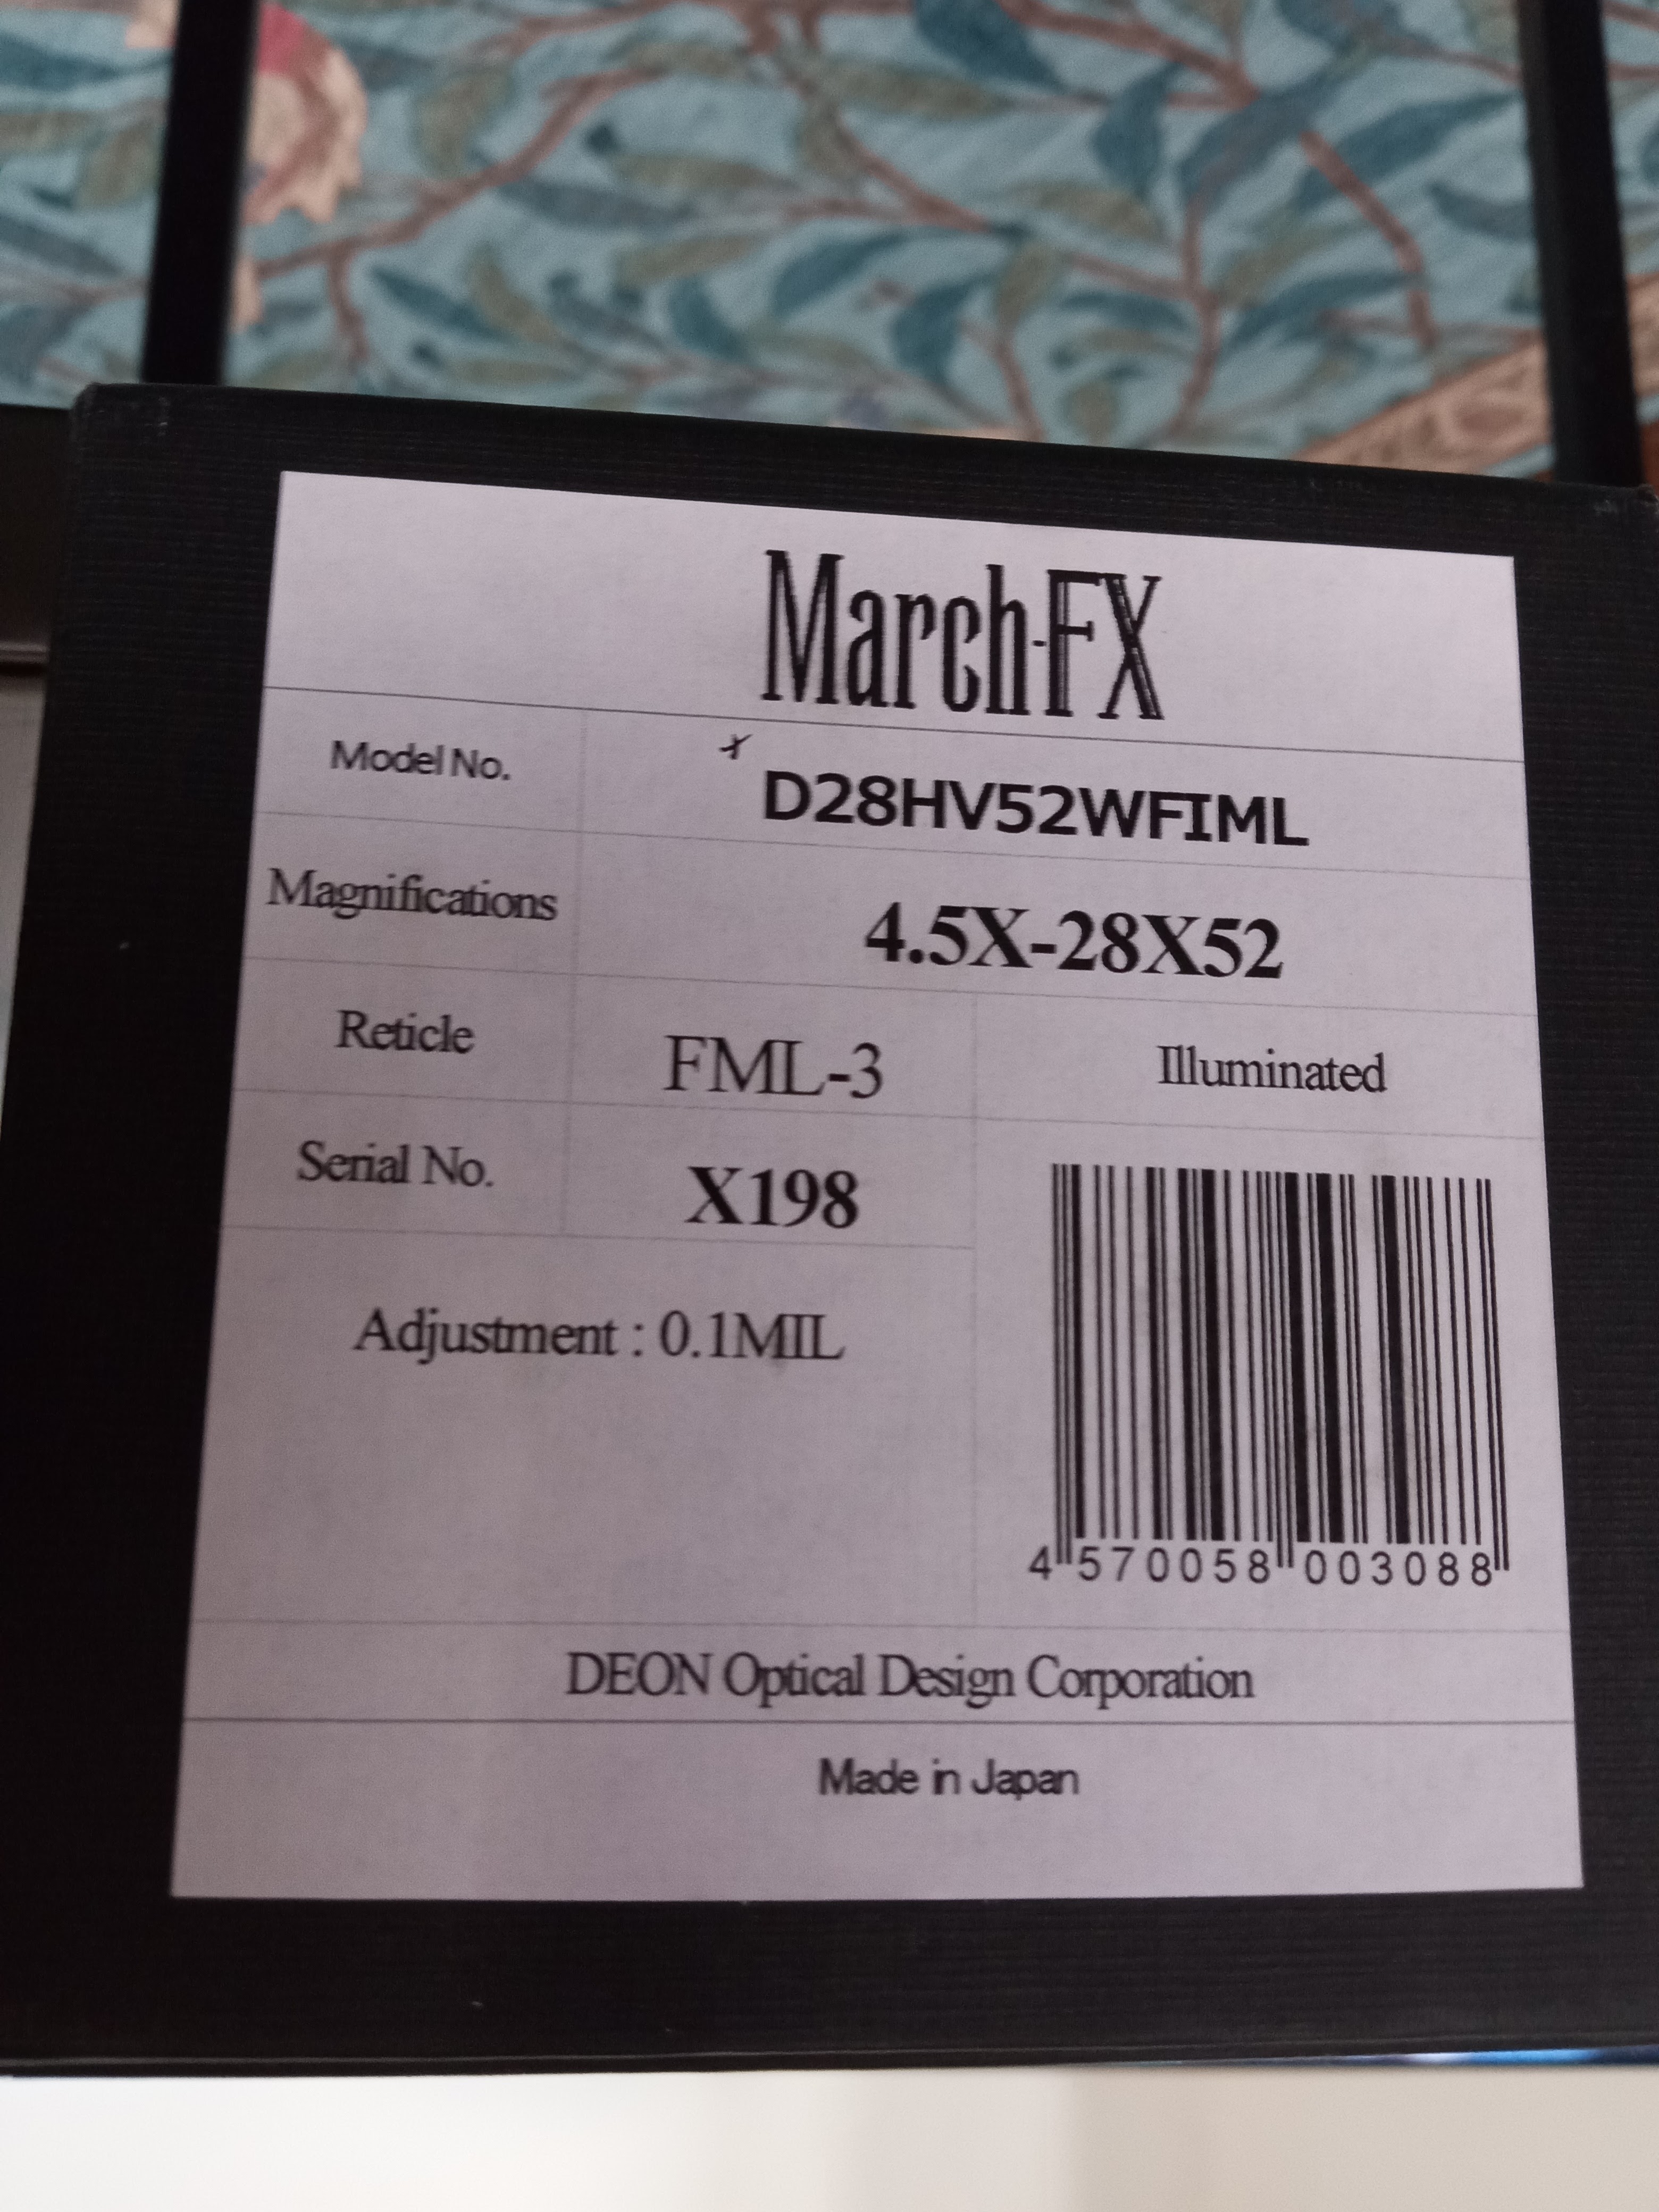 March-FX
Model No. D28HV52WFIML
Magnifications 4.5X-28X52
Reticle FML-3 Illuminated
Serial No. X198
Adjustment : 0.1MIL
4 570058 003088
DEON Optical Design Corporation
Made in Japan